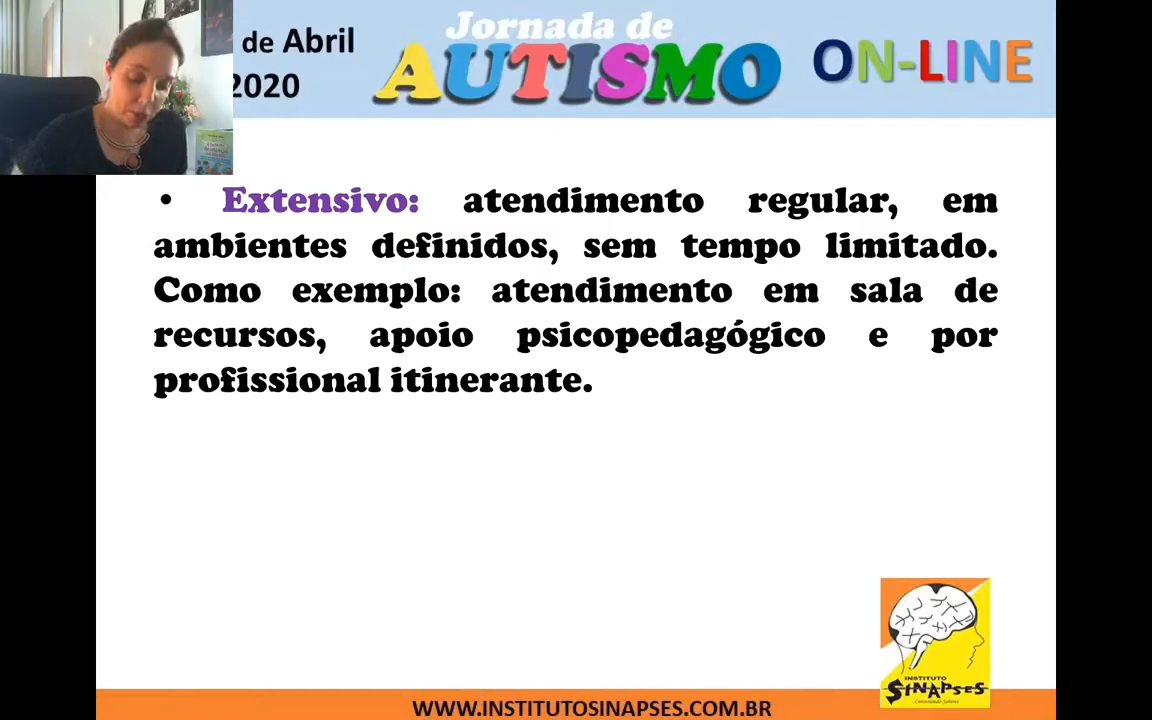 de Abril
2020
Jornada de
AUTISMO
ON-LINE
• Extensivo: atendimento regular, em
ambientes definidos, sem tempo limitado.
Como exemplo: atendimento em sala de
recursos, apoio psicopedagógico e por
profissional itinerante.
INSTITUTO
SINAPSES
WWW.INSTITUTOSINAPSES.COM.BR